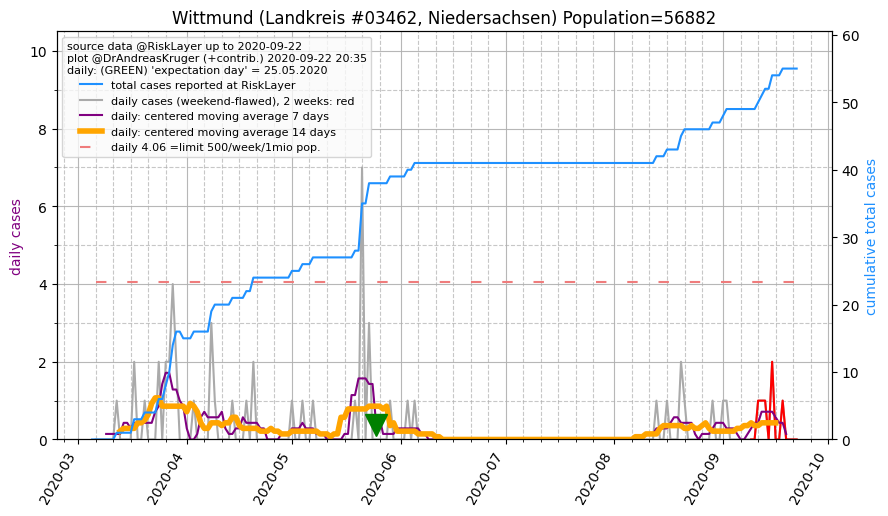 Wittmund (Landkreis #03462, Niedersachsen) Population=56882
source data @RiskLayer up to 2020-09-22
plot @DrAndreasKruger (+contrib.) 2020-09-22 20:35
daily: (GREEN) 'expectation day' = 25.05.2020
total cases reported at RiskLayer
daily cases (weekend-flawed), 2 weeks: red
daily: centered moving average 7 days
daily: centered moving average 14 days
daily 4.06 =limit 500/week/1mio pop.
daily cases
10
8
6
4
2
0
cumulative total cases
60
50
40
30
20
10
0
2020-03
2020-04
2020-05
2020-06
2020-07
2020-08
2020-09
2020-10